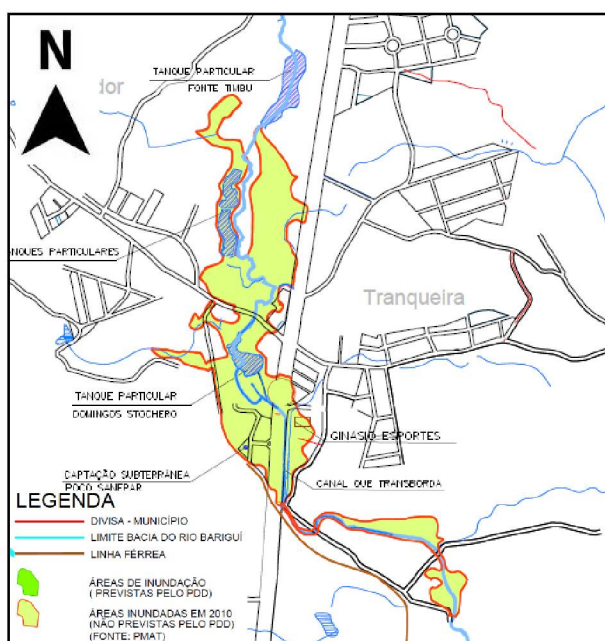 N
TANQUE PARTICULAR
FONTE TIMBU
dor
NQUES PARTICULARES
Tranqueira
TANQUE PARTICULAR
DOMINGOS STOCHERO
GINASIO ESPORTES
CAPTAÇÃO SUBTERRÂNEA
POÇO SANEPAR
CANAL QUE TRANSBORDA
LEGENDA
DIVISA - MUNICÍPIO
LIMITE BACIA DO RIO BARIGUÍ
LINHA FÉRREA
ÁREAS DE INUNDAÇÃO
( PREVISTAS PELO PDD)
ÁREAS INUNDADAS EM 2010
(NÃO PREVISTAS PELO PDD)
(FONTE: PMAT)